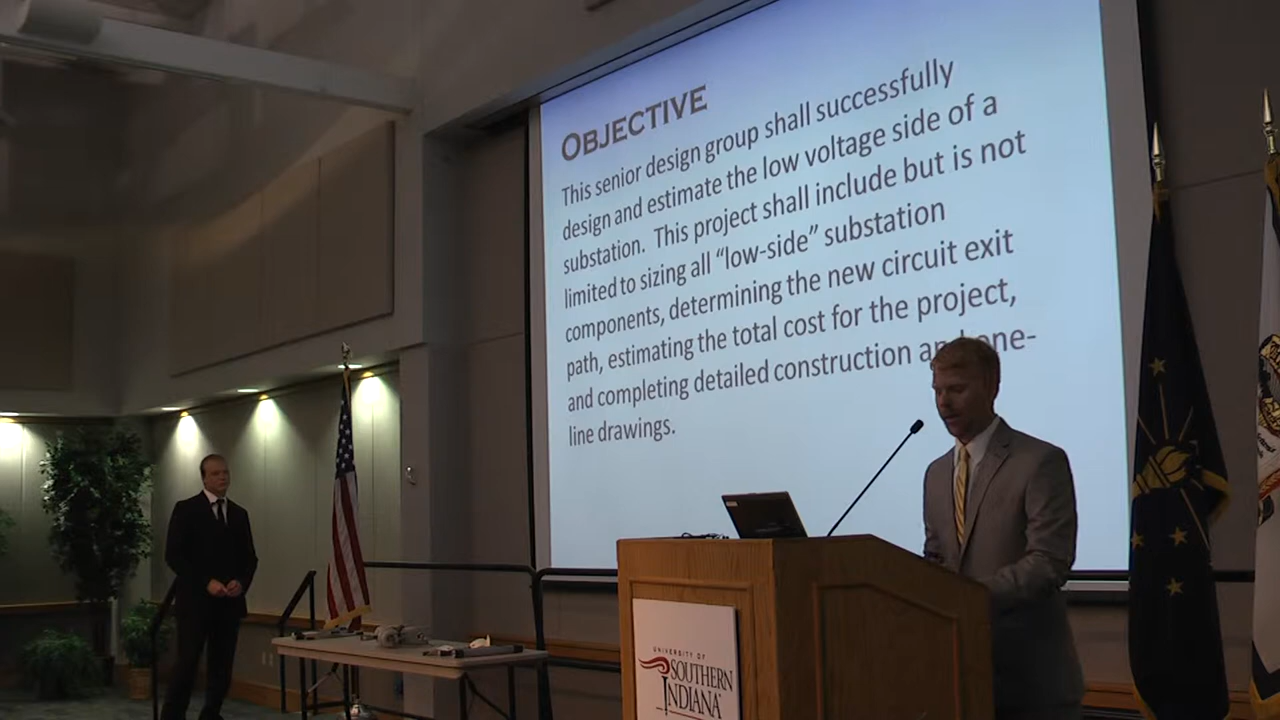 OBJECTIVE
This senior design group shall successfully
design and estimate the low voltage side of a
substation. This project shall include but is not
limited to sizing all “low-side” substation
components, determining the new circuit exit
path, estimating the total cost for the project,
and completing detailed construction and one-
line drawings.
UNIVERSITY OF
SOUTHERN
INDIANA